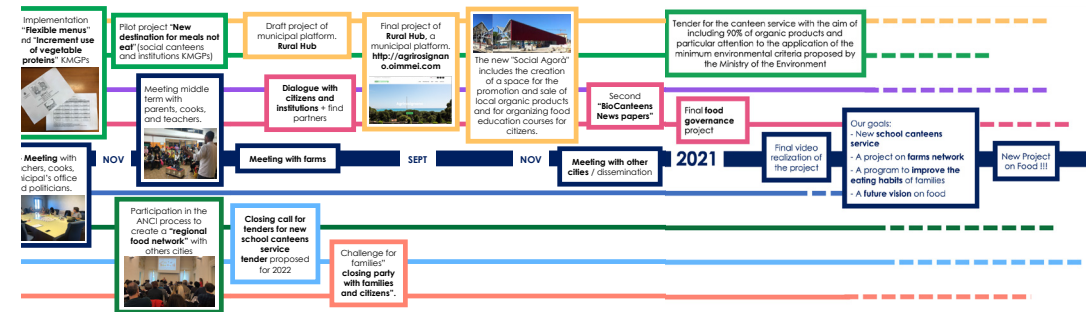 Implementation
"Flexible menus"
nd "Increment use
of vegetable
proteins" KMGPs
Pilot project "New
destination for meals not
eat"(social canteens
and institutions KMGPs)
Draft project of
municipal platform.
Rural Hub
Final project of
Rural Hub, a
municipal platform.
http://agrirosignan
o.oimmei.com
The new "Social Agorà"
includes the creation
of a space for the
promotion and sale of
local organic products
and for organizing food
education courses for
citizens.
Tender for the canteen service with the aim of
including 90% of organic products and
particular attention to the application of the
minimum environmental criteria proposed by
the Ministry of the Environment
Meeting middle
term with
parents, cooks,
and teachers.
Dialogue with
citizens and
institutions + find
partners
Second
"BioCanteens
News papers"
Final food
governance
project
Our goals:
- New school canteens
service
- A project on farms network
- A program to improve the
eating habits of families
- A future vision on food
Final video
realization of
the project
New Project
on Food !!!
Meeting with
chers, cooks,
nicipal's office
d politicians.
NOV
Meeting with farms
SEPT
NOV
Meeting with other
cities / dissemination
2021
Participation in the
ANCI process to
create a "regional
food network" with
others cities
Closing call for
tenders for new
school canteens
service
tender proposed
for 2022
Challenge for
families"
closing party
with families
and citizens".